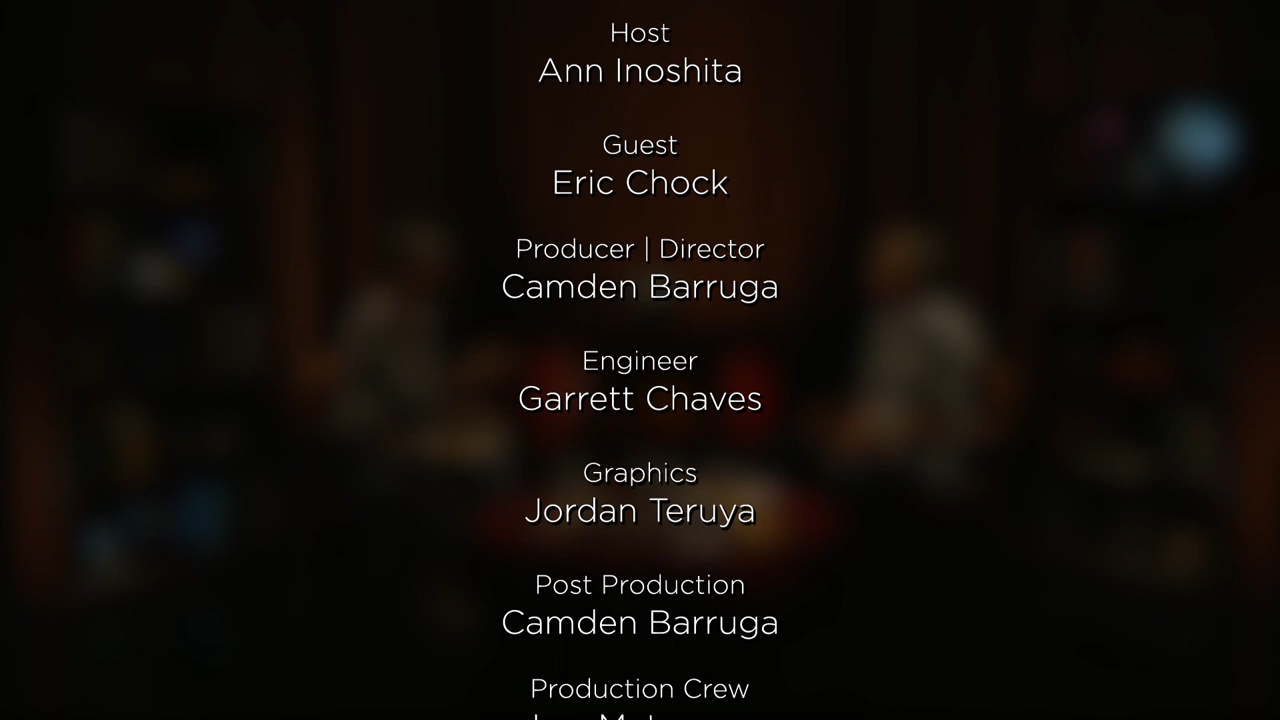 Host
Ann Inoshita
Guest
Eric Chock
Producer | Director
Camden Barruga
Engineer
Garrett Chaves
Graphics
Jordan Teruya
Post Production
Camden Barruga
Production Crew